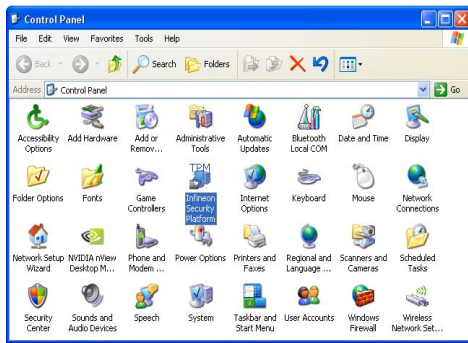 Control Panel
File Edit View Favorites Tools Help
Back Search Folders
Address Control Panel Go
Accessibility Options
Add Hardware
Add or Remov...
Administrative Tools
Automatic Updates
Bluetooth Local COM
Date and Time
Display
Folder Options
Fonts
Game Controllers
TPM
Infineon Security Platform
Internet Options
Keyboard
Mouse
Network Connections
Network Setup Wizard
NVIDIA nView Desktop M...
Phone and Modem ...
Power Options
Printers and Faxes
Regional and Language ...
Scanners and Cameras
Scheduled Tasks
Security Center
Sounds and Audio Devices
Speech
System
Taskbar and Start Menu
User Accounts
Windows Firewall
Wireless Network Set...